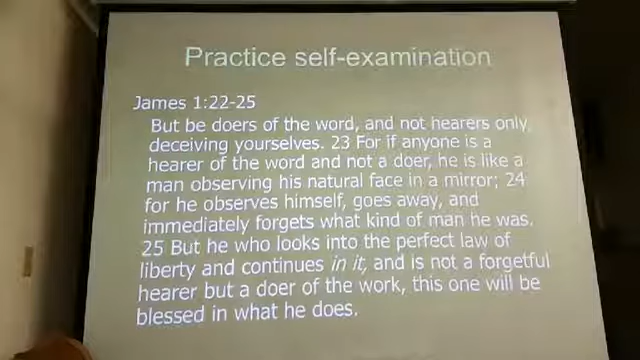 Practice self-examination
James 1:22-25
But be doers of the word, and not hearers only,
deceiving yourselves. 23 For if anyone is a
hearer of the word and not a doer, he is like a
man observing his natural face in a mirror; 24
for he observes himself, goes away, and
immediately forgets what kind of man he was.
25 But he who looks into the perfect law of
liberty and continues in it, and is not a forgetful
hearer but a doer of the work, this one will be
blessed in what he does.